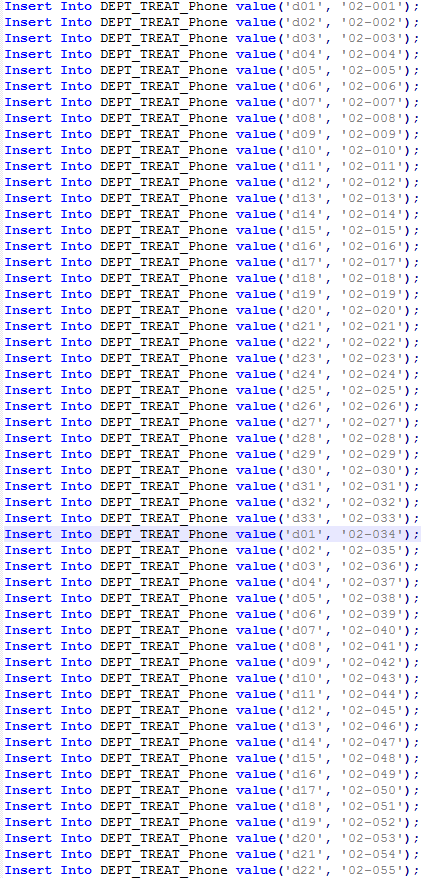 Insert Into DEPT_TREAT_Phone value('d01', '02-001');
Insert Into DEPT_TREAT_Phone value('d02', '02-002');
Insert Into DEPT_TREAT_Phone value('d03', '02-003');
Insert Into DEPT_TREAT_Phone value('d04', '02-004');
Insert Into DEPT_TREAT_Phone value('d05', '02-005');
Insert Into DEPT_TREAT_Phone value('d06', '02-006');
Insert Into DEPT_TREAT_Phone value('d07', '02-007');
Insert Into DEPT_TREAT_Phone value('d08', '02-008');
Insert Into DEPT_TREAT_Phone value('d09', '02-009');
Insert Into DEPT_TREAT_Phone value('d10', '02-010');
Insert Into DEPT_TREAT_Phone value('d11', '02-011');
Insert Into DEPT_TREAT_Phone value('d12', '02-012');
Insert Into DEPT_TREAT_Phone value('d13', '02-013');
Insert Into DEPT_TREAT_Phone value('d14', '02-014');
Insert Into DEPT_TREAT_Phone value('d15', '02-015');
Insert Into DEPT_TREAT_Phone value('d16', '02-016');
Insert Into DEPT_TREAT_Phone value('d17', '02-017');
Insert Into DEPT_TREAT_Phone value('d18', '02-018');
Insert Into DEPT_TREAT_Phone value('d19', '02-019');
Insert Into DEPT_TREAT_Phone value('d20', '02-020');
Insert Into DEPT_TREAT_Phone value('d21', '02-021');
Insert Into DEPT_TREAT_Phone value('d22', '02-022');
Insert Into DEPT_TREAT_Phone value('d23', '02-023');
Insert Into DEPT_TREAT_Phone value('d24', '02-024');
Insert Into DEPT_TREAT_Phone value('d25', '02-025');
Insert Into DEPT_TREAT_Phone value('d26', '02-026');
Insert Into DEPT_TREAT_Phone value('d27', '02-027');
Insert Into DEPT_TREAT_Phone value('d28', '02-028');
Insert Into DEPT_TREAT_Phone value('d29', '02-029');
Insert Into DEPT_TREAT_Phone value('d30', '02-030');
Insert Into DEPT_TREAT_Phone value('d31', '02-031');
Insert Into DEPT_TREAT_Phone value('d32', '02-032');
Insert Into DEPT_TREAT_Phone value('d33', '02-033');
Insert Into DEPT_TREAT_Phone value('d01', '02-034');
Insert Into DEPT_TREAT_Phone value('d02', '02-035');
Insert Into DEPT_TREAT_Phone value('d03', '02-036');
Insert Into DEPT_TREAT_Phone value('d04', '02-037');
Insert Into DEPT_TREAT_Phone value('d05', '02-038');
Insert Into DEPT_TREAT_Phone value('d06', '02-039');
Insert Into DEPT_TREAT_Phone value('d07', '02-040');
Insert Into DEPT_TREAT_Phone value('d08', '02-041');
Insert Into DEPT_TREAT_Phone value('d09', '02-042');
Insert Into DEPT_TREAT_Phone value('d10', '02-043');
Insert Into DEPT_TREAT_Phone value('d11', '02-044');
Insert Into DEPT_TREAT_Phone value('d12', '02-045');
Insert Into DEPT_TREAT_Phone value('d13', '02-046');
Insert Into DEPT_TREAT_Phone value('d14', '02-047');
Insert Into DEPT_TREAT_Phone value('d15', '02-048');
Insert Into DEPT_TREAT_Phone value('d16', '02-049');
Insert Into DEPT_TREAT_Phone value('d17', '02-050');
Insert Into DEPT_TREAT_Phone value('d18', '02-051');
Insert Into DEPT_TREAT_Phone value('d19', '02-052');
Insert Into DEPT_TREAT_Phone value('d20', '02-053');
Insert Into DEPT_TREAT_Phone value('d21', '02-054');
Insert Into DEPT_TREAT_Phone value('d22', '02-055');